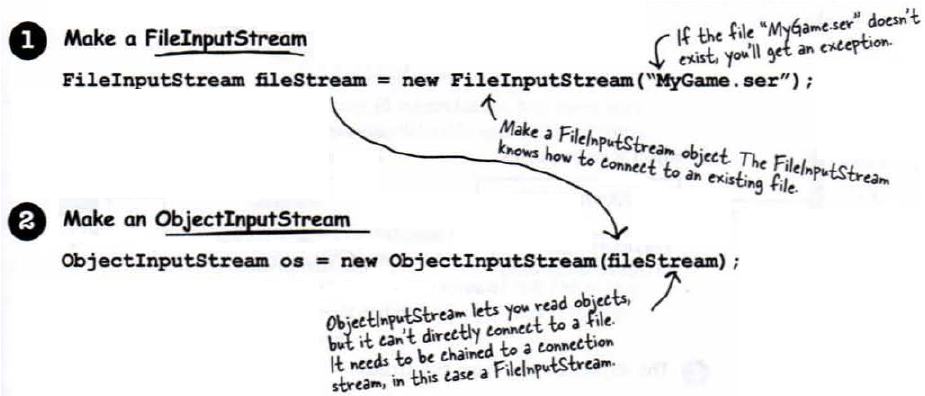 1 Make a FileInputStream
If the file “MyGame.ser” doesn't
exist, you'll get an exception.
FileInputStream fileStream = new FileInputStream(“MyGame.ser”);
Make a FileInputStream object. The FileInputStream
knows how to connect to an existing file.
2 Make an ObjectInputStream
ObjectInputStream os = new ObjectInputStream(fileStream);
ObjectInputStream lets you read objects,
but it can't directly connect to a file.
It needs to be chained to a connection
stream, in this case a FileInputStream.